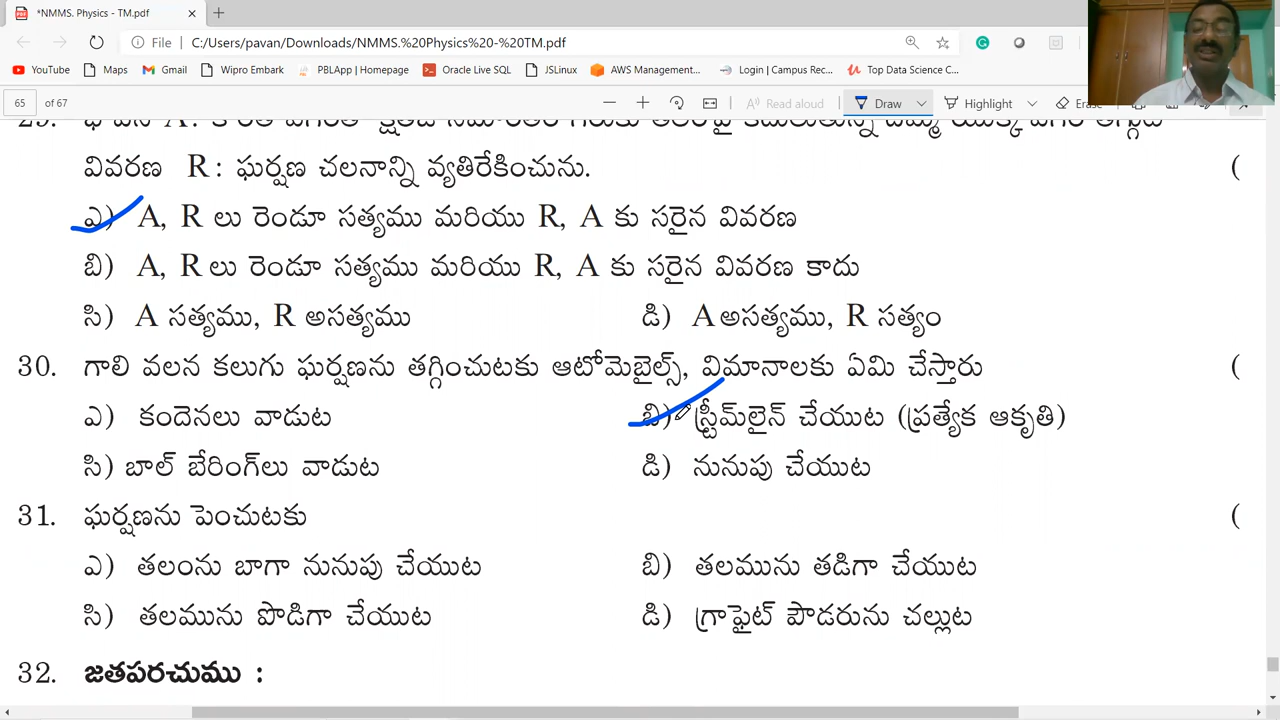 *NMMS. Physics - TM.pdf
File C:/Users/pavan/Downloads/NMMS.%20Physics%20-%20TM.pdf
YouTube Maps Gmail Wipro Embark PBLApp | Homepage Oracle Live SQL JSLinux AWS Management... Login | Campus Rec... Top Data Science C...
65 of 67 Read aloud Draw Highlight Erase
29.
వివరణ R : ఘర్షణ చలనాన్ని వ్యతిరేకించును. (
ఎ) A, R లు రెండూ సత్యము మరియు R, A కు సరైన వివరణ
బి) A, R లు రెండూ సత్యము మరియు R, A కు సరైన వివరణ కాదు
సి) A సత్యము, R అసత్యము డి) A అసత్యము, R సత్యం
30. గాలి వలన కలుగు ఘర్షణను తగ్గించుటకు ఆటోమెబైల్స్, విమానాలకు ఏమి చేస్తారు (
ఎ) కందెనలు వాడుట బి) స్ట్రీమ్‌లైన్ చేయుట (ప్రత్యేక ఆకృతి)
సి) బాల్ బేరింగ్‌లు వాడుట డి) నునుపు చేయుట
31. ఘర్షణను పెంచుటకు (
ఎ) తలంను బాగా నునుపు చేయుట బి) తలమును తడిగా చేయుట
సి) తలమును పొడిగా చేయుట డి) గ్రాఫైట్ పౌడరును చల్లుట
32. జతపరచుము :